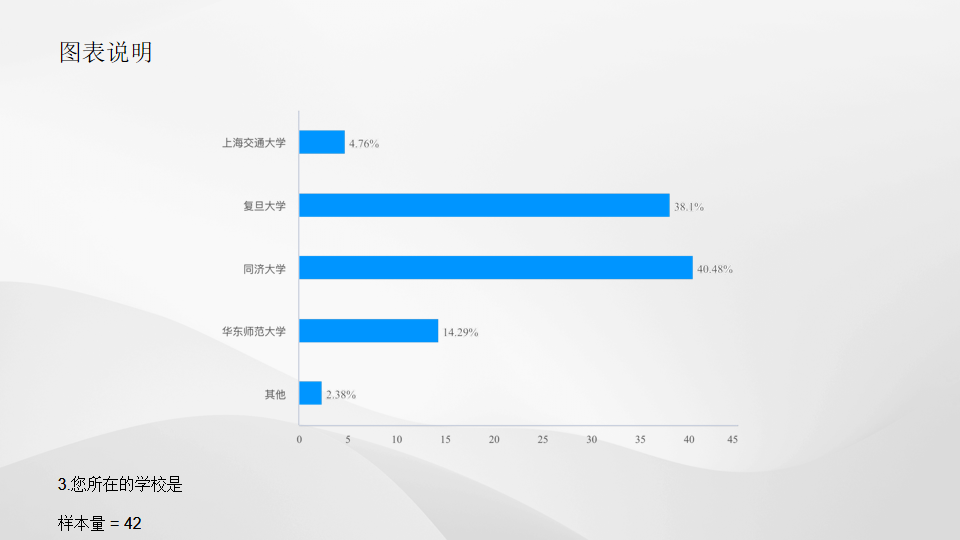 图表说明
上海交通大学 4.76%
复旦大学 38.1%
同济大学 40.48%
华东师范大学 14.29%
其他 2.38%
0 5 10 15 20 25 30 35 40 45
3.您所在的学校是
样本量 = 42